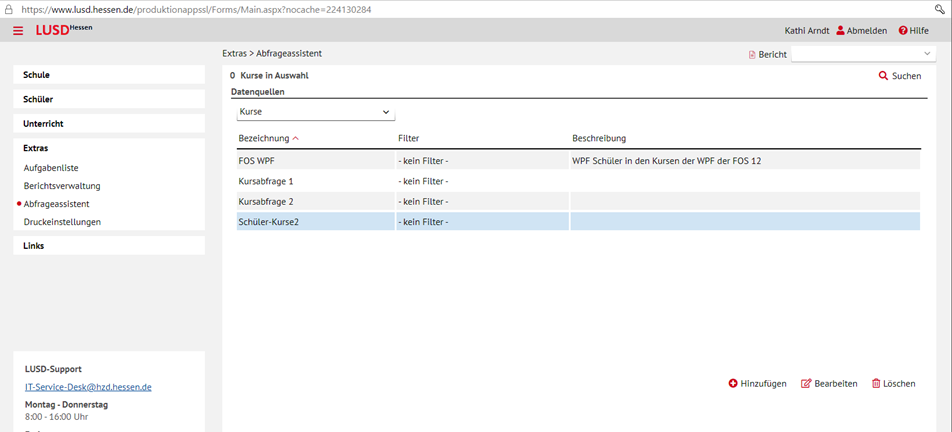 https://www.lusd.hessen.de/produktionappssl/Forms/Main.aspx?nocache=224130284
LUSD Hessen
Kathi Arndt Abmelden Hilfe
Extras > Abfrageassistent
Bericht
0 Kurse in Auswahl
Suchen
Datenquellen
Kurse
Bezeichnung Filter Beschreibung
FOS WPF - kein Filter - WPF Schüler in den Kursen der WPF der FOS 12
Kursabfrage 1 - kein Filter -
Kursabfrage 2 - kein Filter -
Schüler-Kurse2 - kein Filter -
Hinzufügen Bearbeiten Löschen
Schule
Schüler
Unterricht
Extras
Aufgabenliste
Berichtsverwaltung
Abfrageassistent
Druckeinstellungen
Links
LUSD-Support
IT-Service-Desk@hzd.hessen.de
Montag - Donnerstag
8:00 - 16:00 Uhr